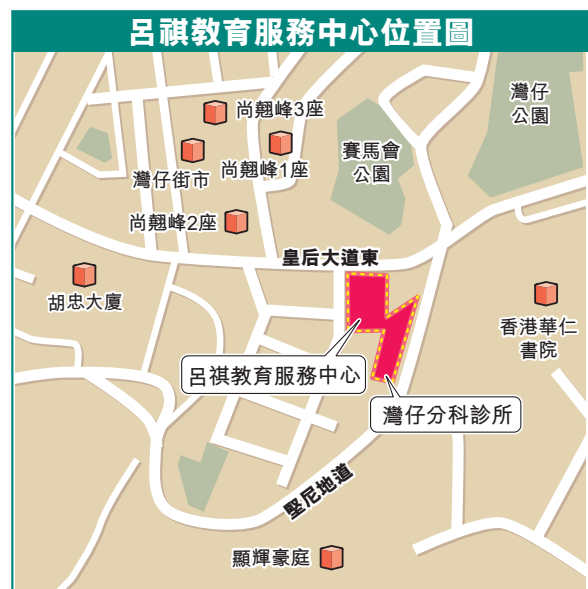 呂祺教育服務中心位置圖
灣仔
公園
尚翹峰3座
賽馬會
公園
尚翹峰1座
灣仔街市
尚翹峰2座
皇后大道東
胡忠大廈
香港華仁
書院
呂祺教育服務中心
灣仔分科診所
堅尼地道
顯輝豪庭